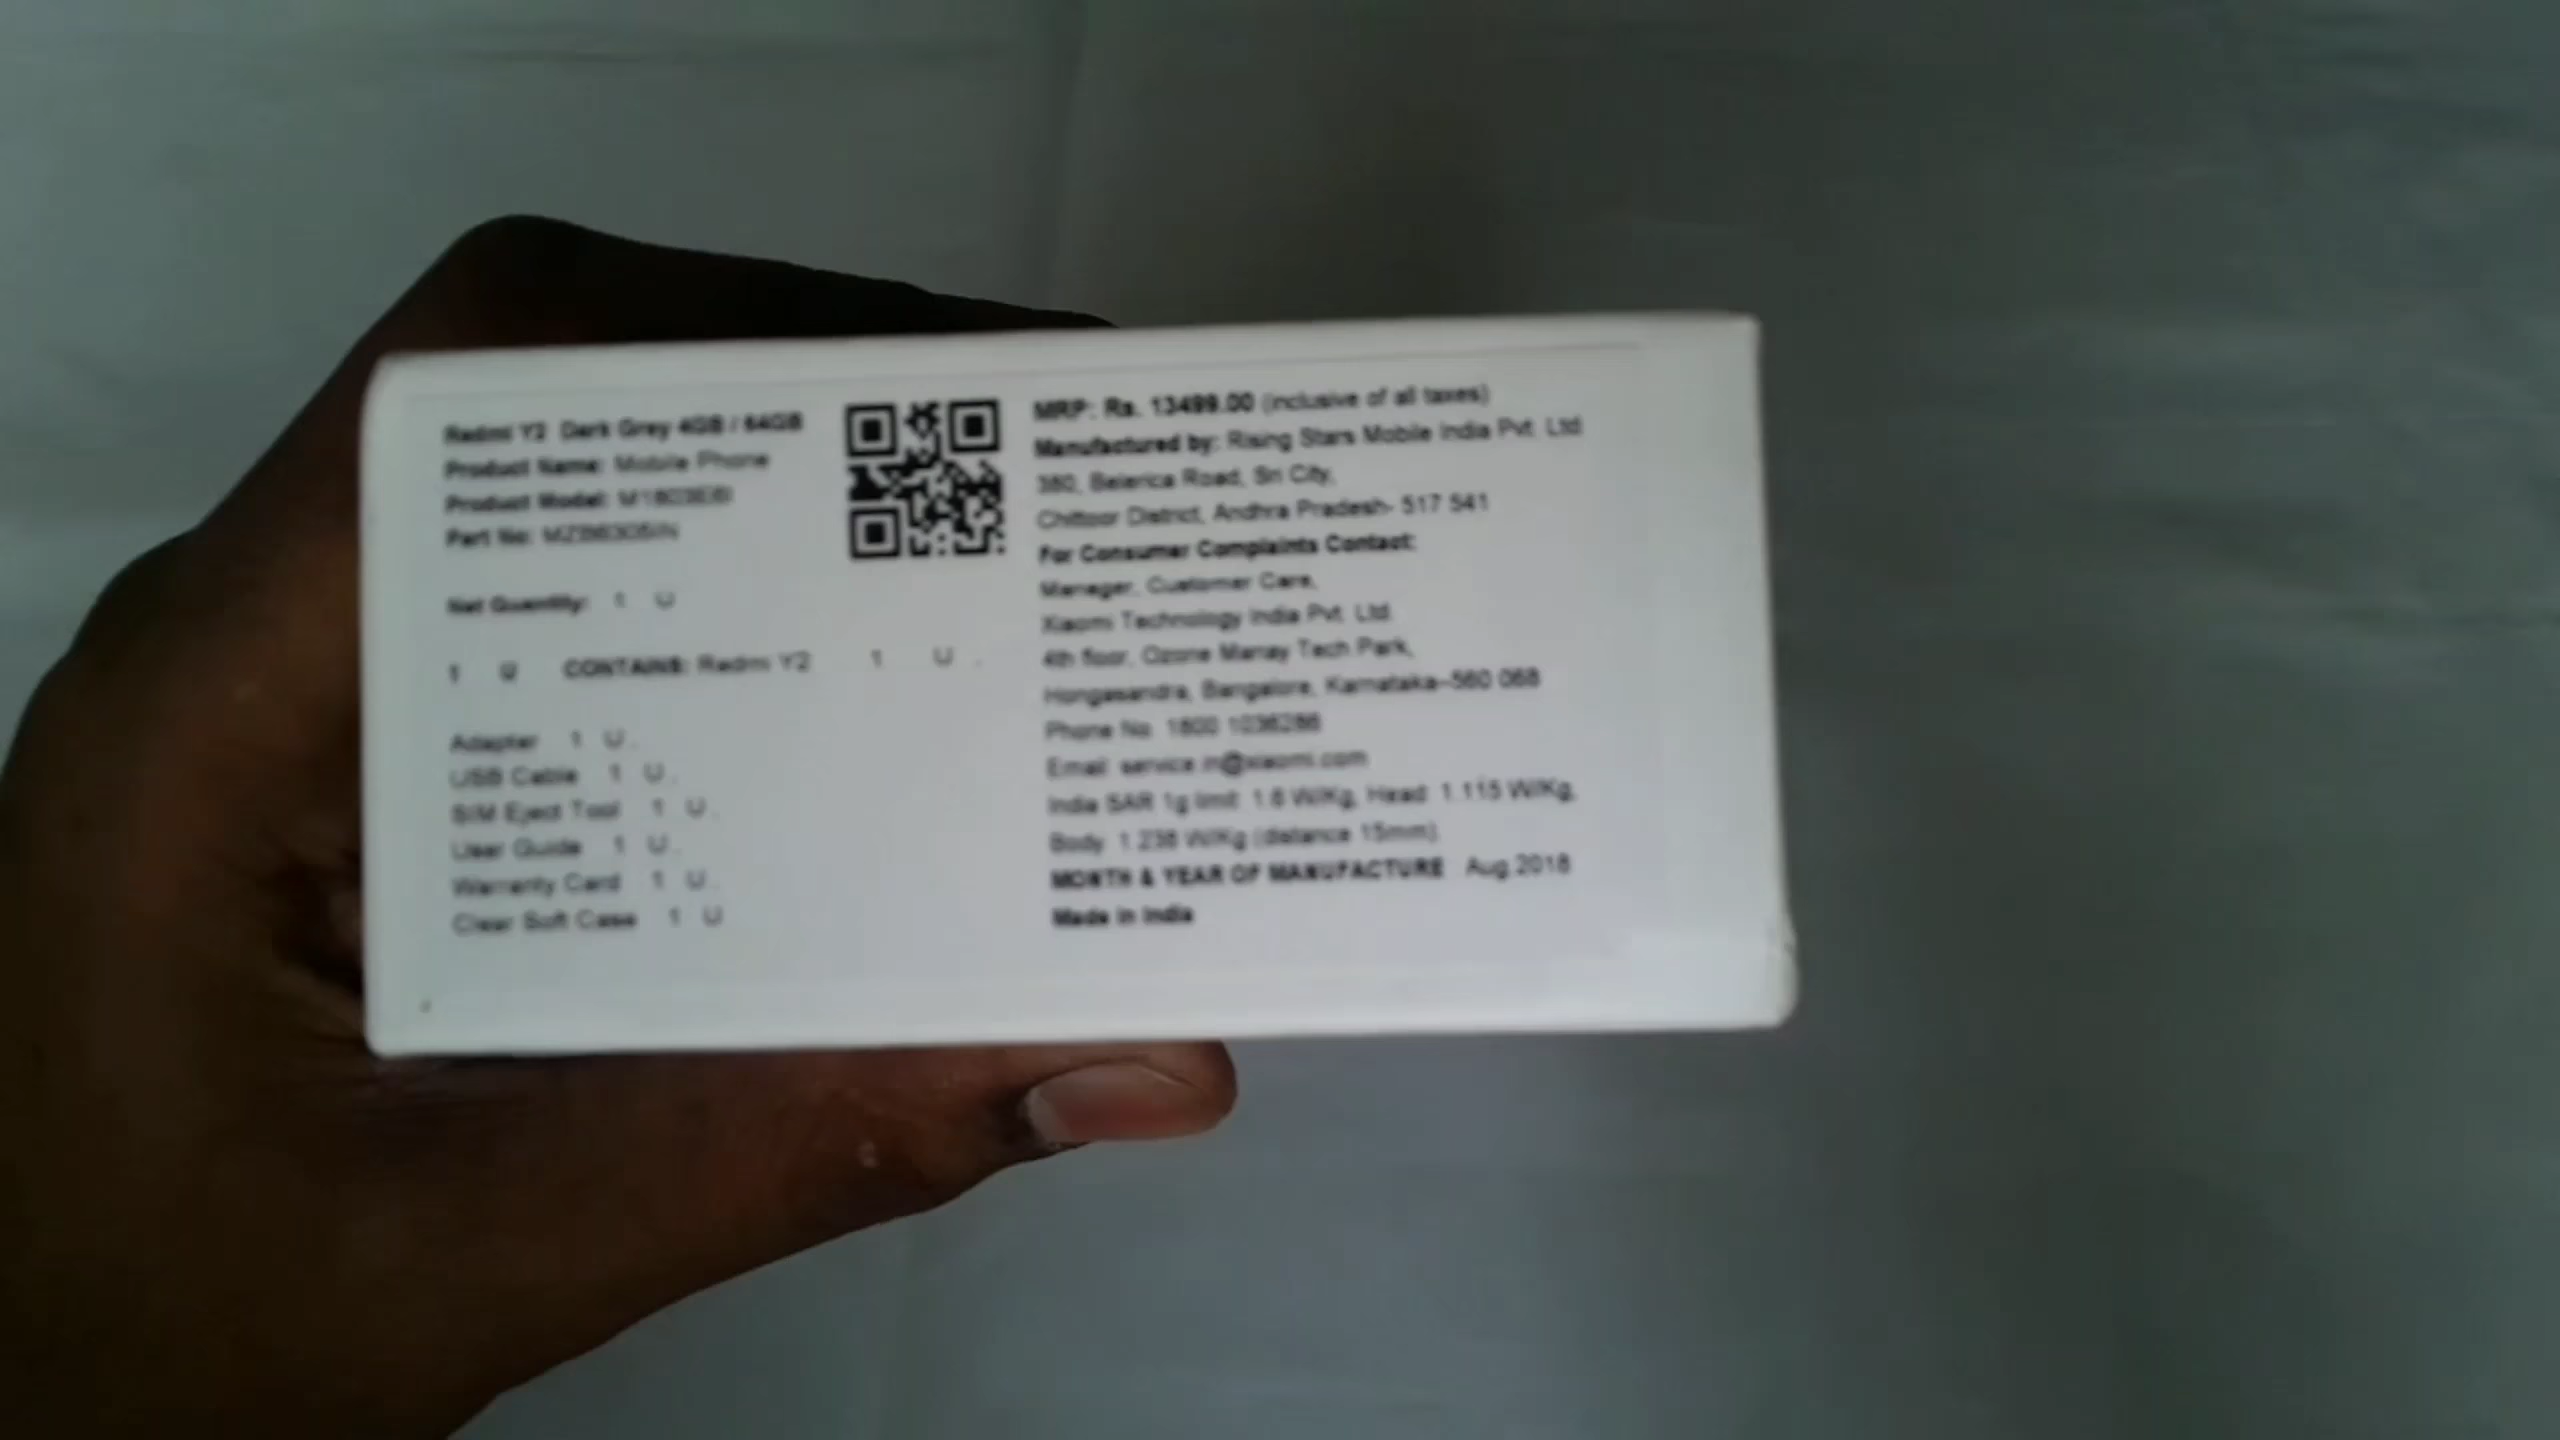 Redmi Y2 Dark Grey 4GB / 64GB
Product Name: Mobile Phone
Product Model: M1803E6I
Part No:
Net Quantity: 1 U
1 U CONTAINS: Redmi Y2 1 U .
Adapter 1 U .
USB Cable 1 U .
SIM Eject Tool 1 U .
User Guide 1 U .
Warranty Card 1 U .
Clear Soft Case 1 U
MRP: Rs. 13499.00 (inclusive of all taxes)
Manufactured by: Rising Stars Mobile India Pvt. Ltd.
380, Belerica Road, Sri City,
Chittoor District, Andhra Pradesh- 517 541
For Consumer Complaints Contact:
Manager, Customer Care,
Xiaomi Technology India Pvt. Ltd.
4th floor, Ozone Manay Tech Park,
Hongasandra, Bangalore, Karnataka–560 068
Phone No. 1800 1036286
Email: service.in@xiaomi.com
India SAR 1g limit: 1.6 W/Kg, Head: 1.115 W/Kg,
Body: 1.238 W/Kg (distance 15mm)
MONTH & YEAR OF MANUFACTURE : Aug.2018
Made in India